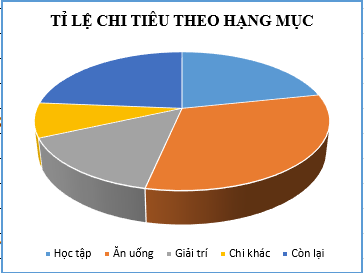 TỈ LỆ CHI TIÊU THEO HẠNG MỤC
Học tập Ăn uống Giải trí Chi khác Còn lại